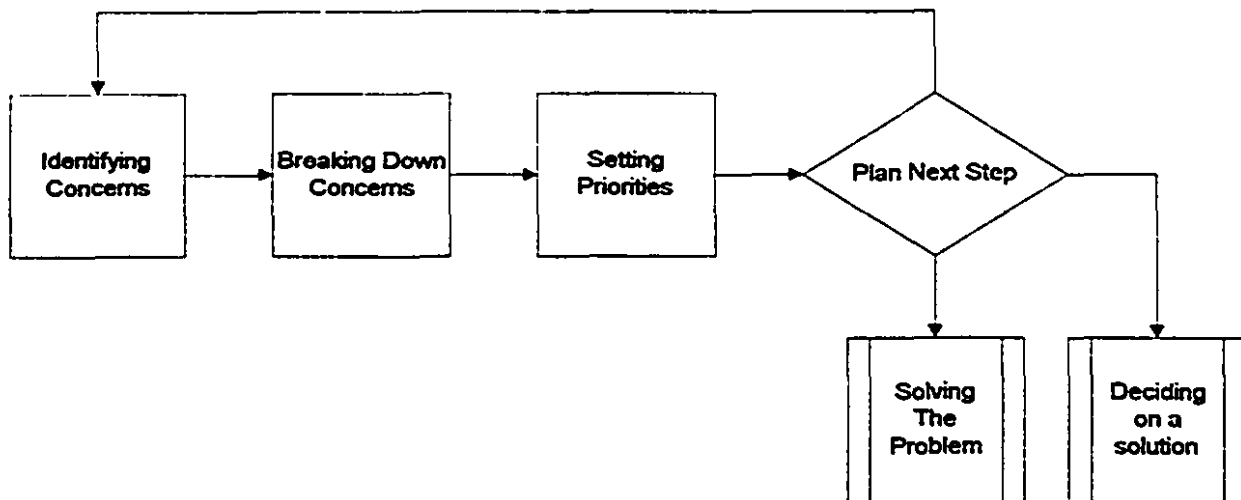 Identifying
Concerns
Breaking Down
Concerns
Setting
Priorities
Plan Next Step
Solving
The
Problem
Deciding
on a
solution